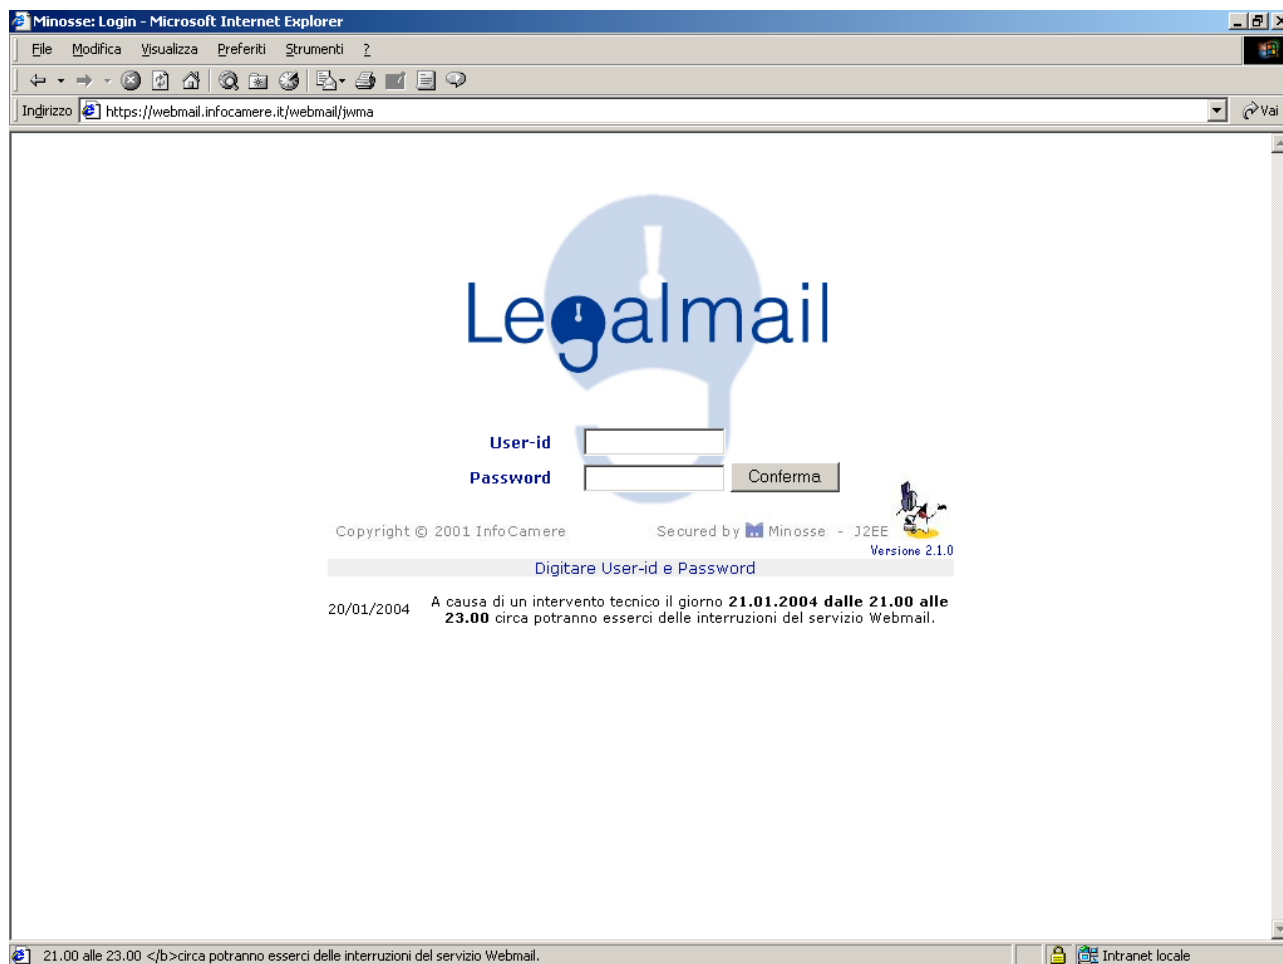 Minosse: Login - Microsoft Internet Explorer
File Modifica Visualizza Preferiti Strumenti ?
Indirizzo https://webmail.infocamere.it/webmail/jwma Vai
Legalmail
User-id
Password Conferma
Copyright © 2001 InfoCamere Secured by Minosse - J2EE
Versione 2.1.0
Digitare User-id e Password
20/01/2004 A causa di un intervento tecnico il giorno 21.01.2004 dalle 21.00 alle
23.00 circa potranno esserci delle interruzioni del servizio Webmail.
21.00 alle 23.00 </b>circa potranno esserci delle interruzioni del servizio Webmail. Intranet locale